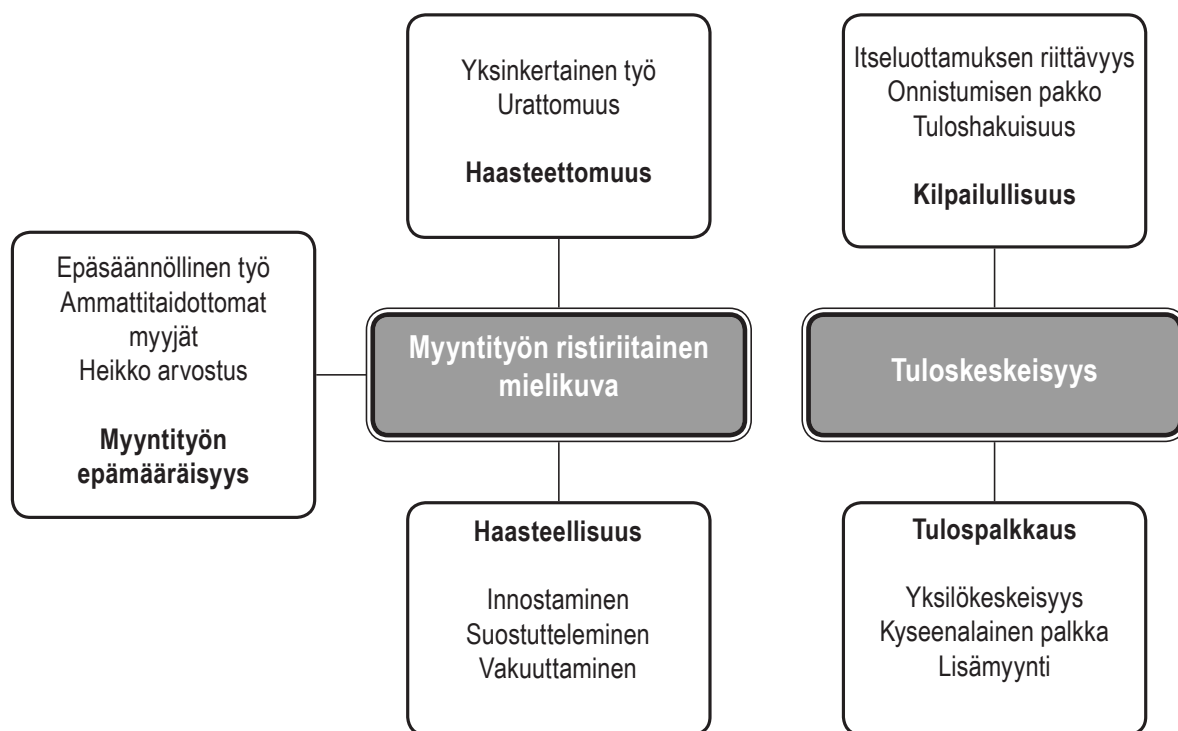 Yksinkertainen työ
Urattomuus
Haasteettomuus
Itseluottamuksen riittävyys
Onnistumisen pakko
Tuloshakuisuus
Kilpailullisuus
Epäsäännöllinen työ
Ammattitaidottomat
myyjät
Heikko arvostus
Myyntityön
epämääräisyys
Myyntityön ristiriitainen
mielikuva
Tuloskeskeisyys
Haasteellisuus
Innostaminen
Suostutteleminen
Vakuuttaminen
Tulospalkkaus
Yksilökeskeisyys
Kyseenalainen palkka
Lisämyynti